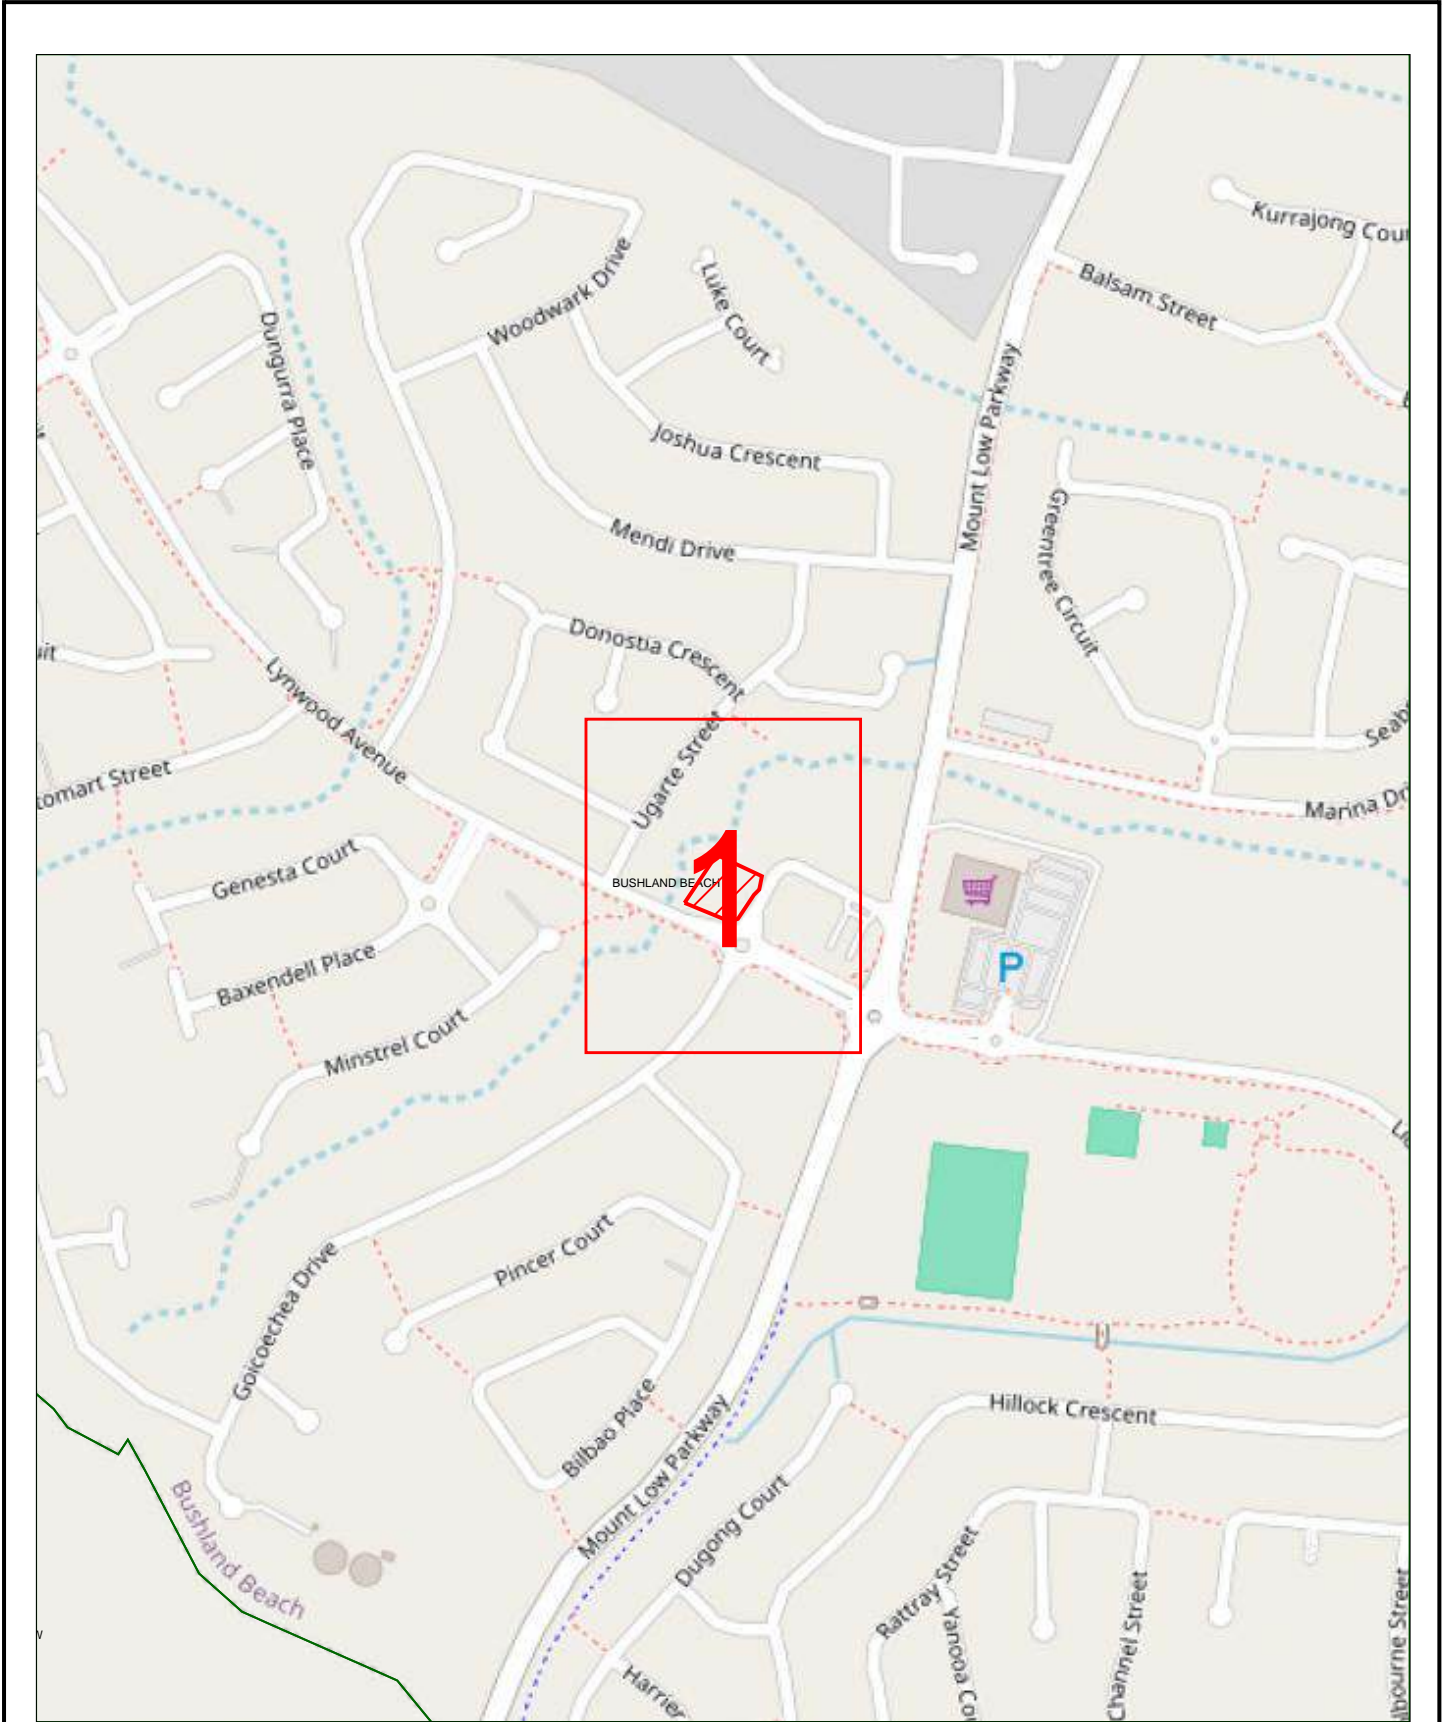 Kurrajong Cour
Balsam Street
Woodwark Drive
Luke Court
Dungurra Place
Mount Low Parkway
Joshua Crescent
Mendi Drive
Greentree Circuit
Donostia Crescent
uit
Lynwood Avenue
Ugarte Street
Seab
tomart Street
Marina Dr
Genesta Court
1
BUSHLAND BEACH
Baxendell Place
P
Minstrel Court
Pincer Court
Goicoechea Drive
Bilbao Place
Mount Low Parkway
Hillock Crescent
Dugong Court
Bushland Beach
Rattray Street
Yanooa Cou
Channel Street
lbourne Street
Harrier